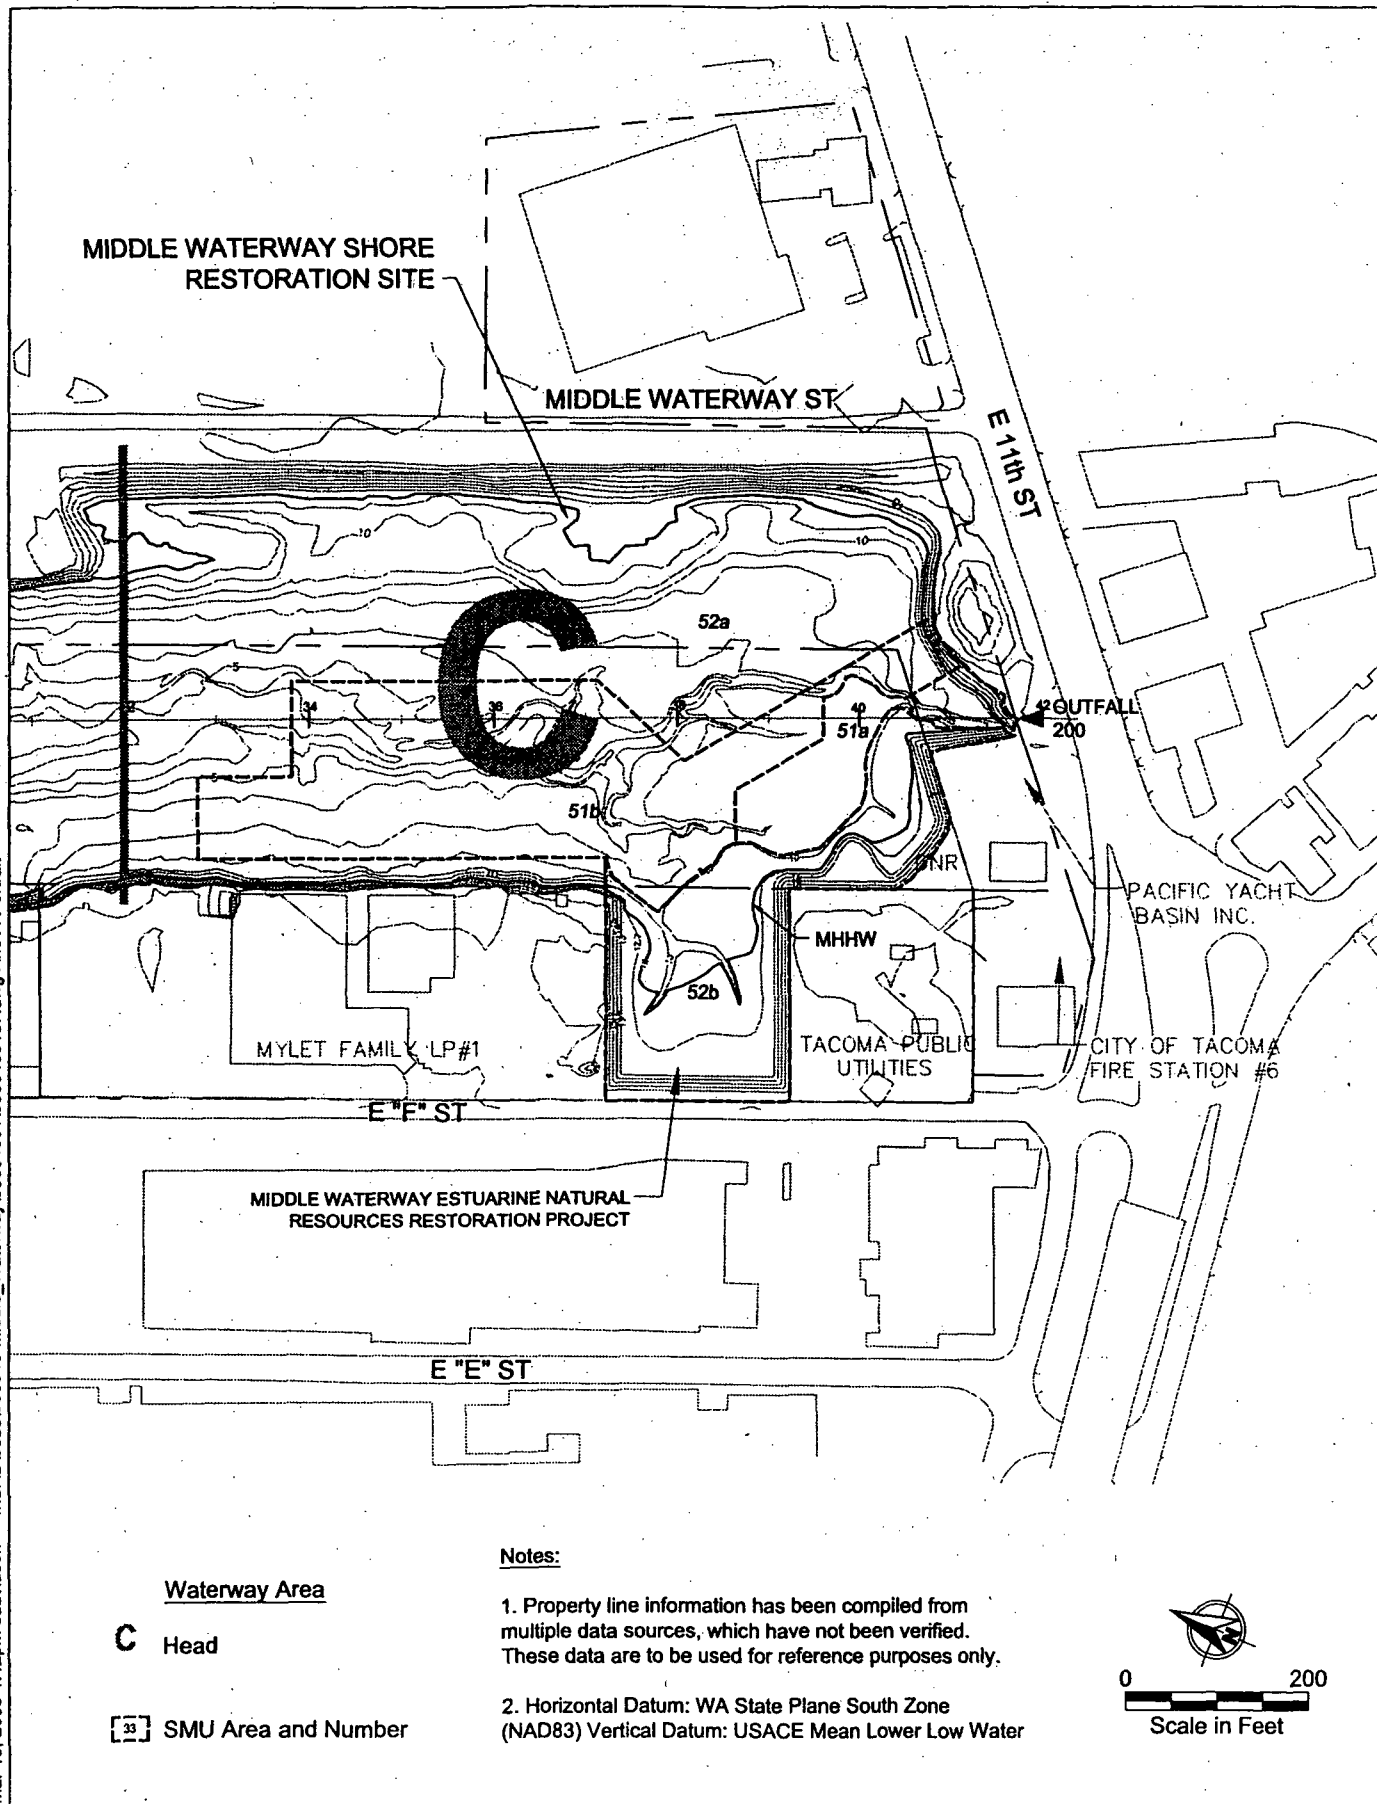 MIDDLE WATERWAY SHORE
RESTORATION SITE
MIDDLE WATERWAY ST
E 11th ST
10
10
52a
C
5
34
36
40
42
OUTFALL
200
51a
5
51b
DNR
PACIFIC YACHT
BASIN INC.
MHHW
52b
MYLET FAMILY LP#1
TACOMA PUBLIC
UTILITIES
CITY OF TACOMA
FIRE STATION #6
E "F" ST
MIDDLE WATERWAY ESTUARINE NATURAL
RESOURCES RESTORATION PROJECT
E "E" ST
Notes:
Waterway Area
1. Property line information has been compiled from
multiple data sources, which have not been verified.
These data are to be used for reference purposes only.
C Head
2. Horizontal Datum: WA State Plane South Zone
(NAD83) Vertical Datum: USACE Mean Lower Low Water
33 SMU Area and Number
N
0 200
Scale in Feet